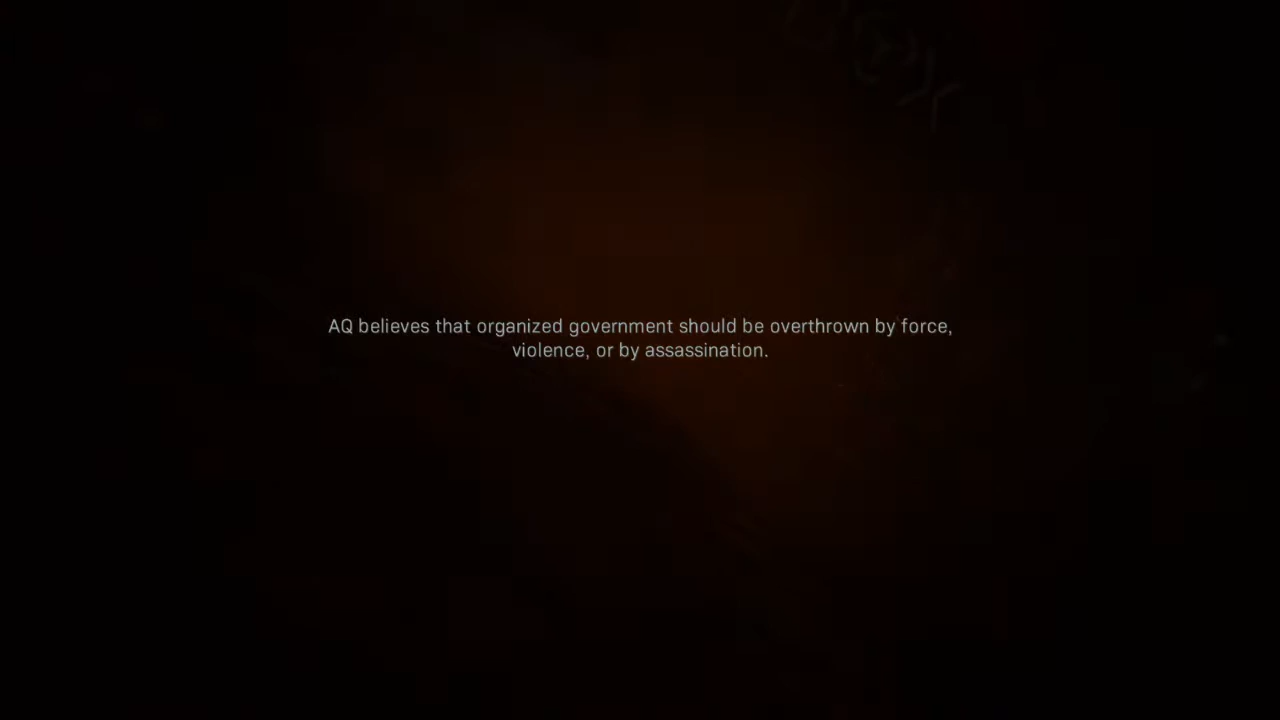 AQ believes that organized government should be overthrown by force,
violence, or by assassination.